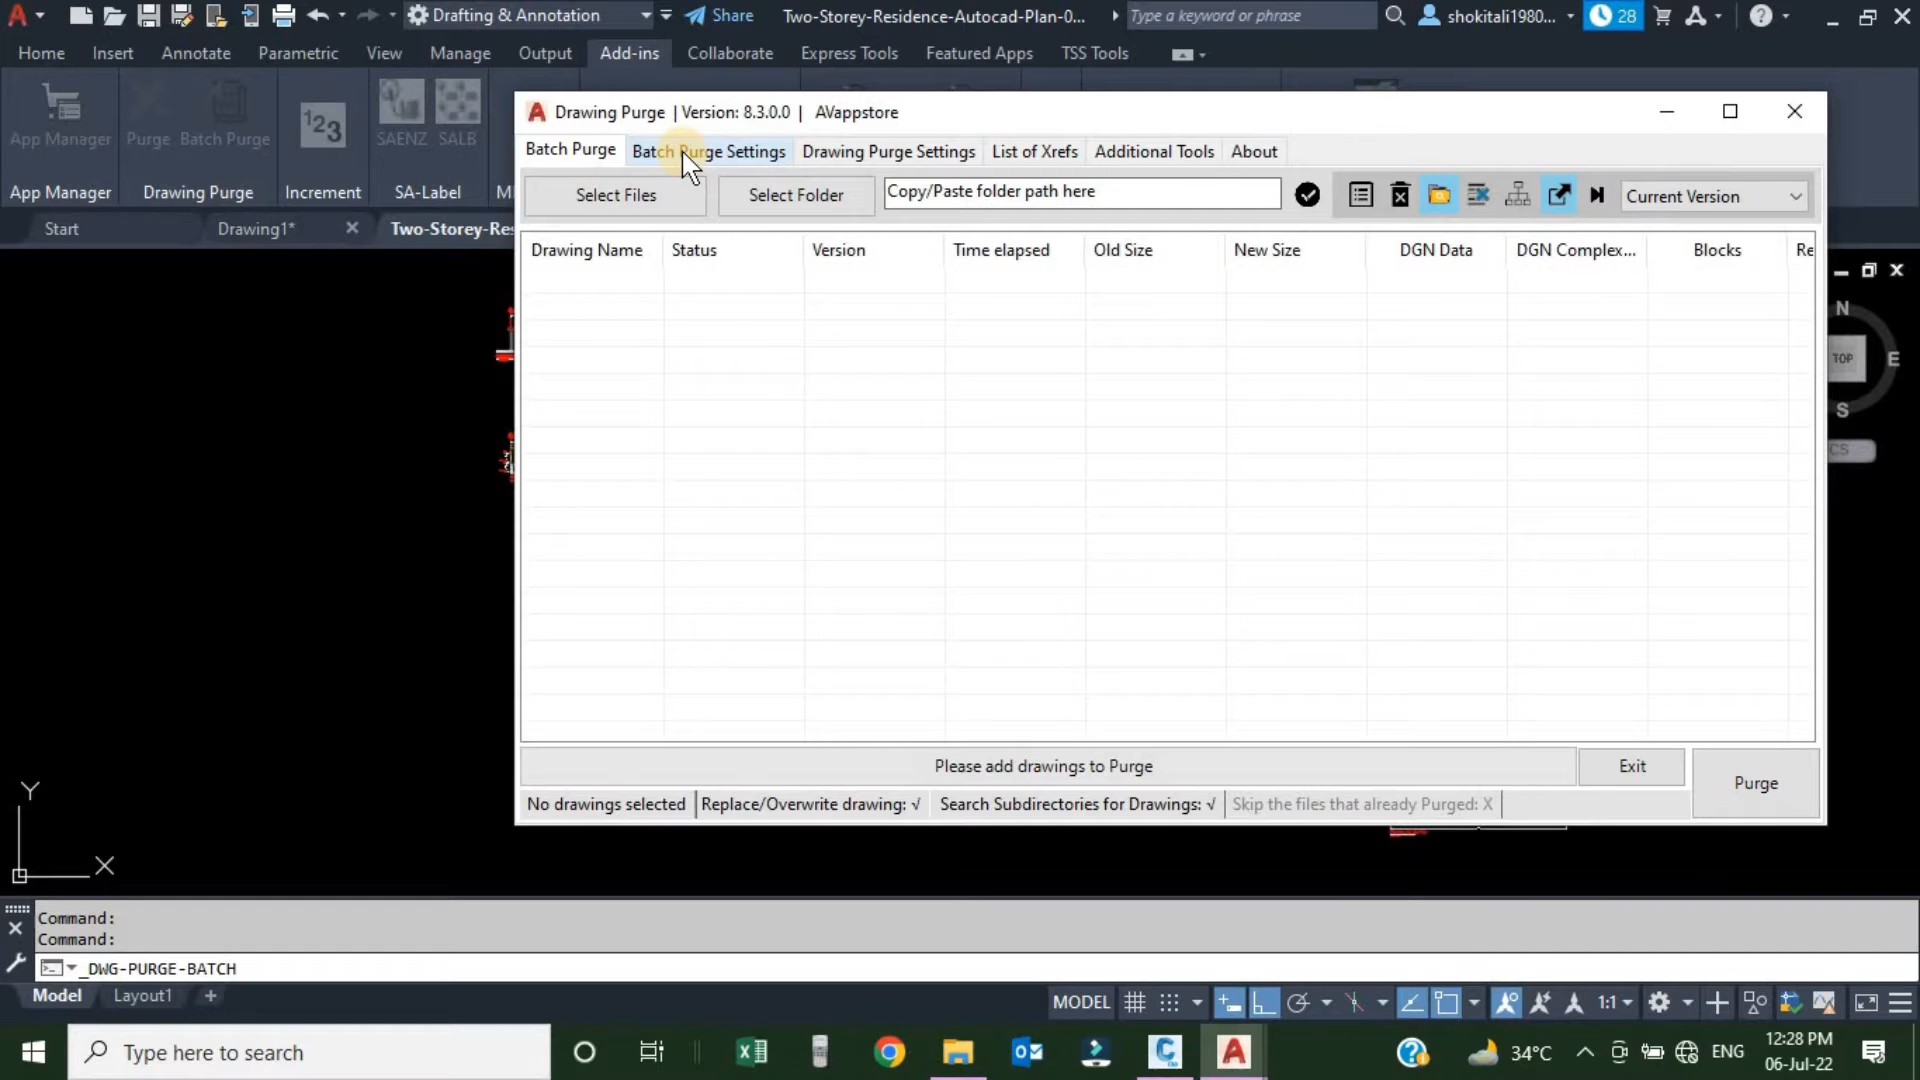 Drafting & Annotation
Share
Two-Storey-Residence-Autocad-Plan-0...
Type a keyword or phrase
shokitali1980...
28
Home
Insert
Annotate
Parametric
View
Manage
Output
Add-ins
Collaborate
Express Tools
Featured Apps
TSS Tools
App Manager
Purge
Batch Purge
123
SAENZ
SALB
App Manager
Drawing Purge
Increment
SA-Label
Start
Drawing1*
Two-Storey-Res
Drawing Purge | Version: 8.3.0.0 | AVappstore
Batch Purge
Batch Purge Settings
Drawing Purge Settings
List of Xrefs
Additional Tools
About
Select Files
Select Folder
Copy/Paste folder path here
Current Version
Drawing Name
Status
Version
Time elapsed
Old Size
New Size
DGN Data
DGN Complex...
Blocks
Re
N
TOP
E
S
CS
Please add drawings to Purge
Exit
Purge
No drawings selected
Replace/Overwrite drawing: √
Search Subdirectories for Drawings: √
Skip the files that already Purged: X
Y
X
Command:
Command:
_DWG-PURGE-BATCH
Model
Layout1
MODEL
1:1
Type here to search
34°C
ENG
12:28 PM
06-Jul-22